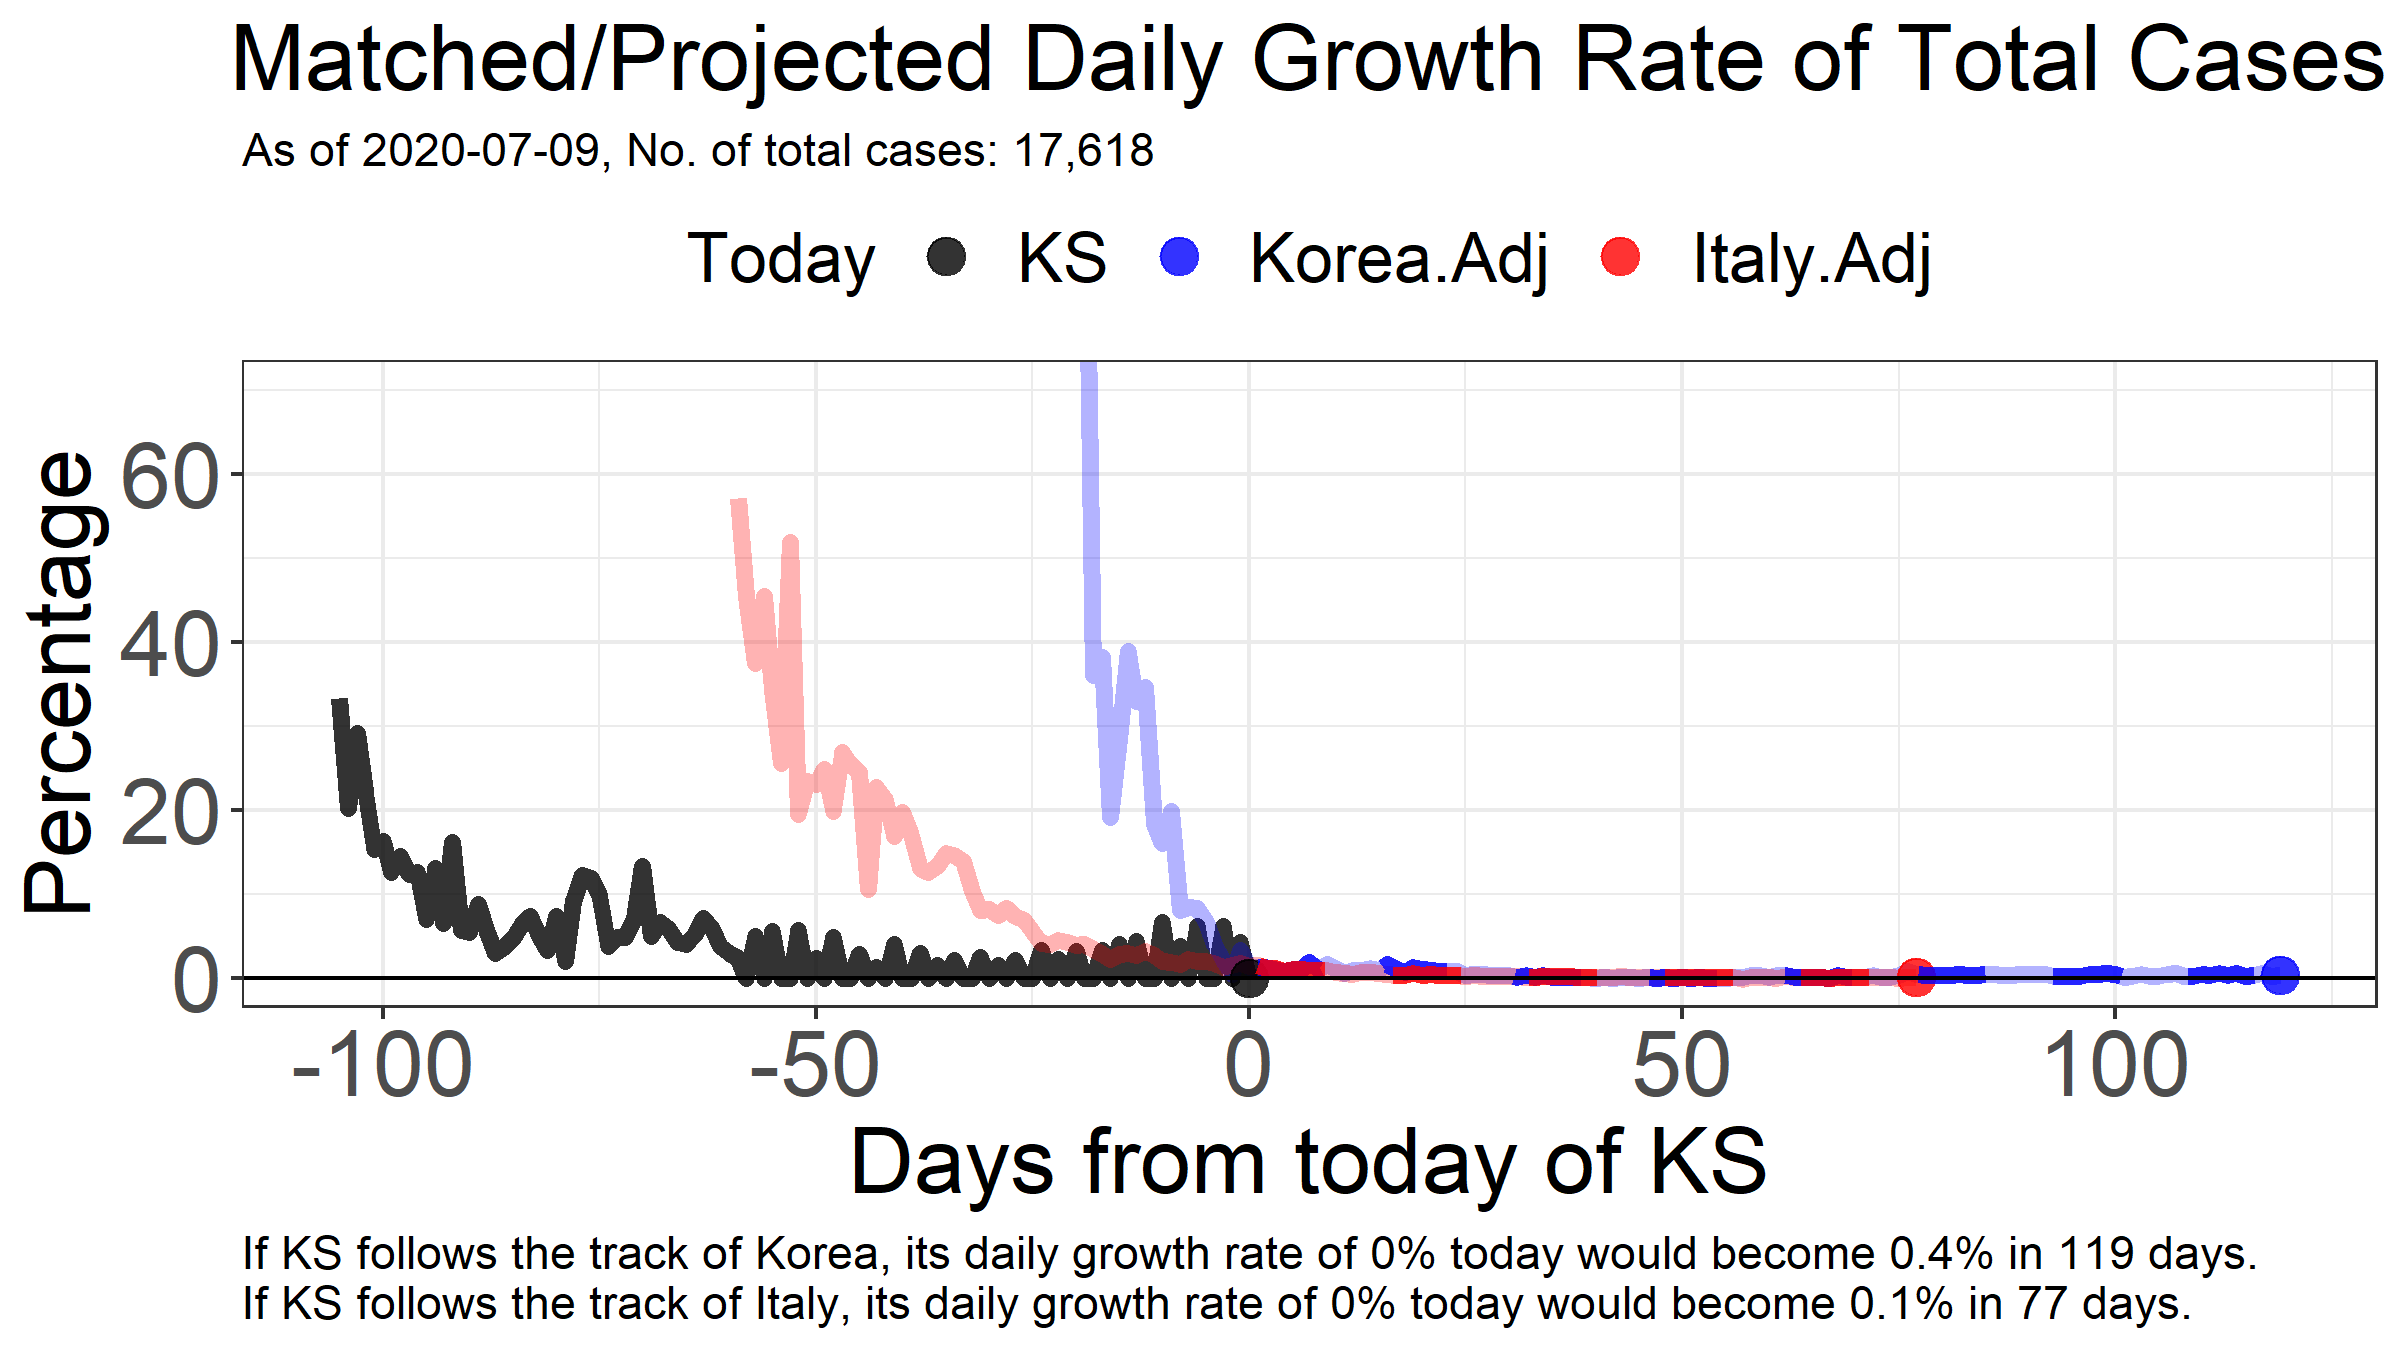 Matched/Projected Daily Growth Rate of Total Cases
As of 2020-07-09, No. of total cases: 17,618
Today KS Korea.Adj Italy.Adj
Percentage
60
40
20
0
-100 -50 0 50 100
Days from today of KS
If KS follows the track of Korea, its daily growth rate of 0% today would become 0.4% in 119 days.
If KS follows the track of Italy, its daily growth rate of 0% today would become 0.1% in 77 days.